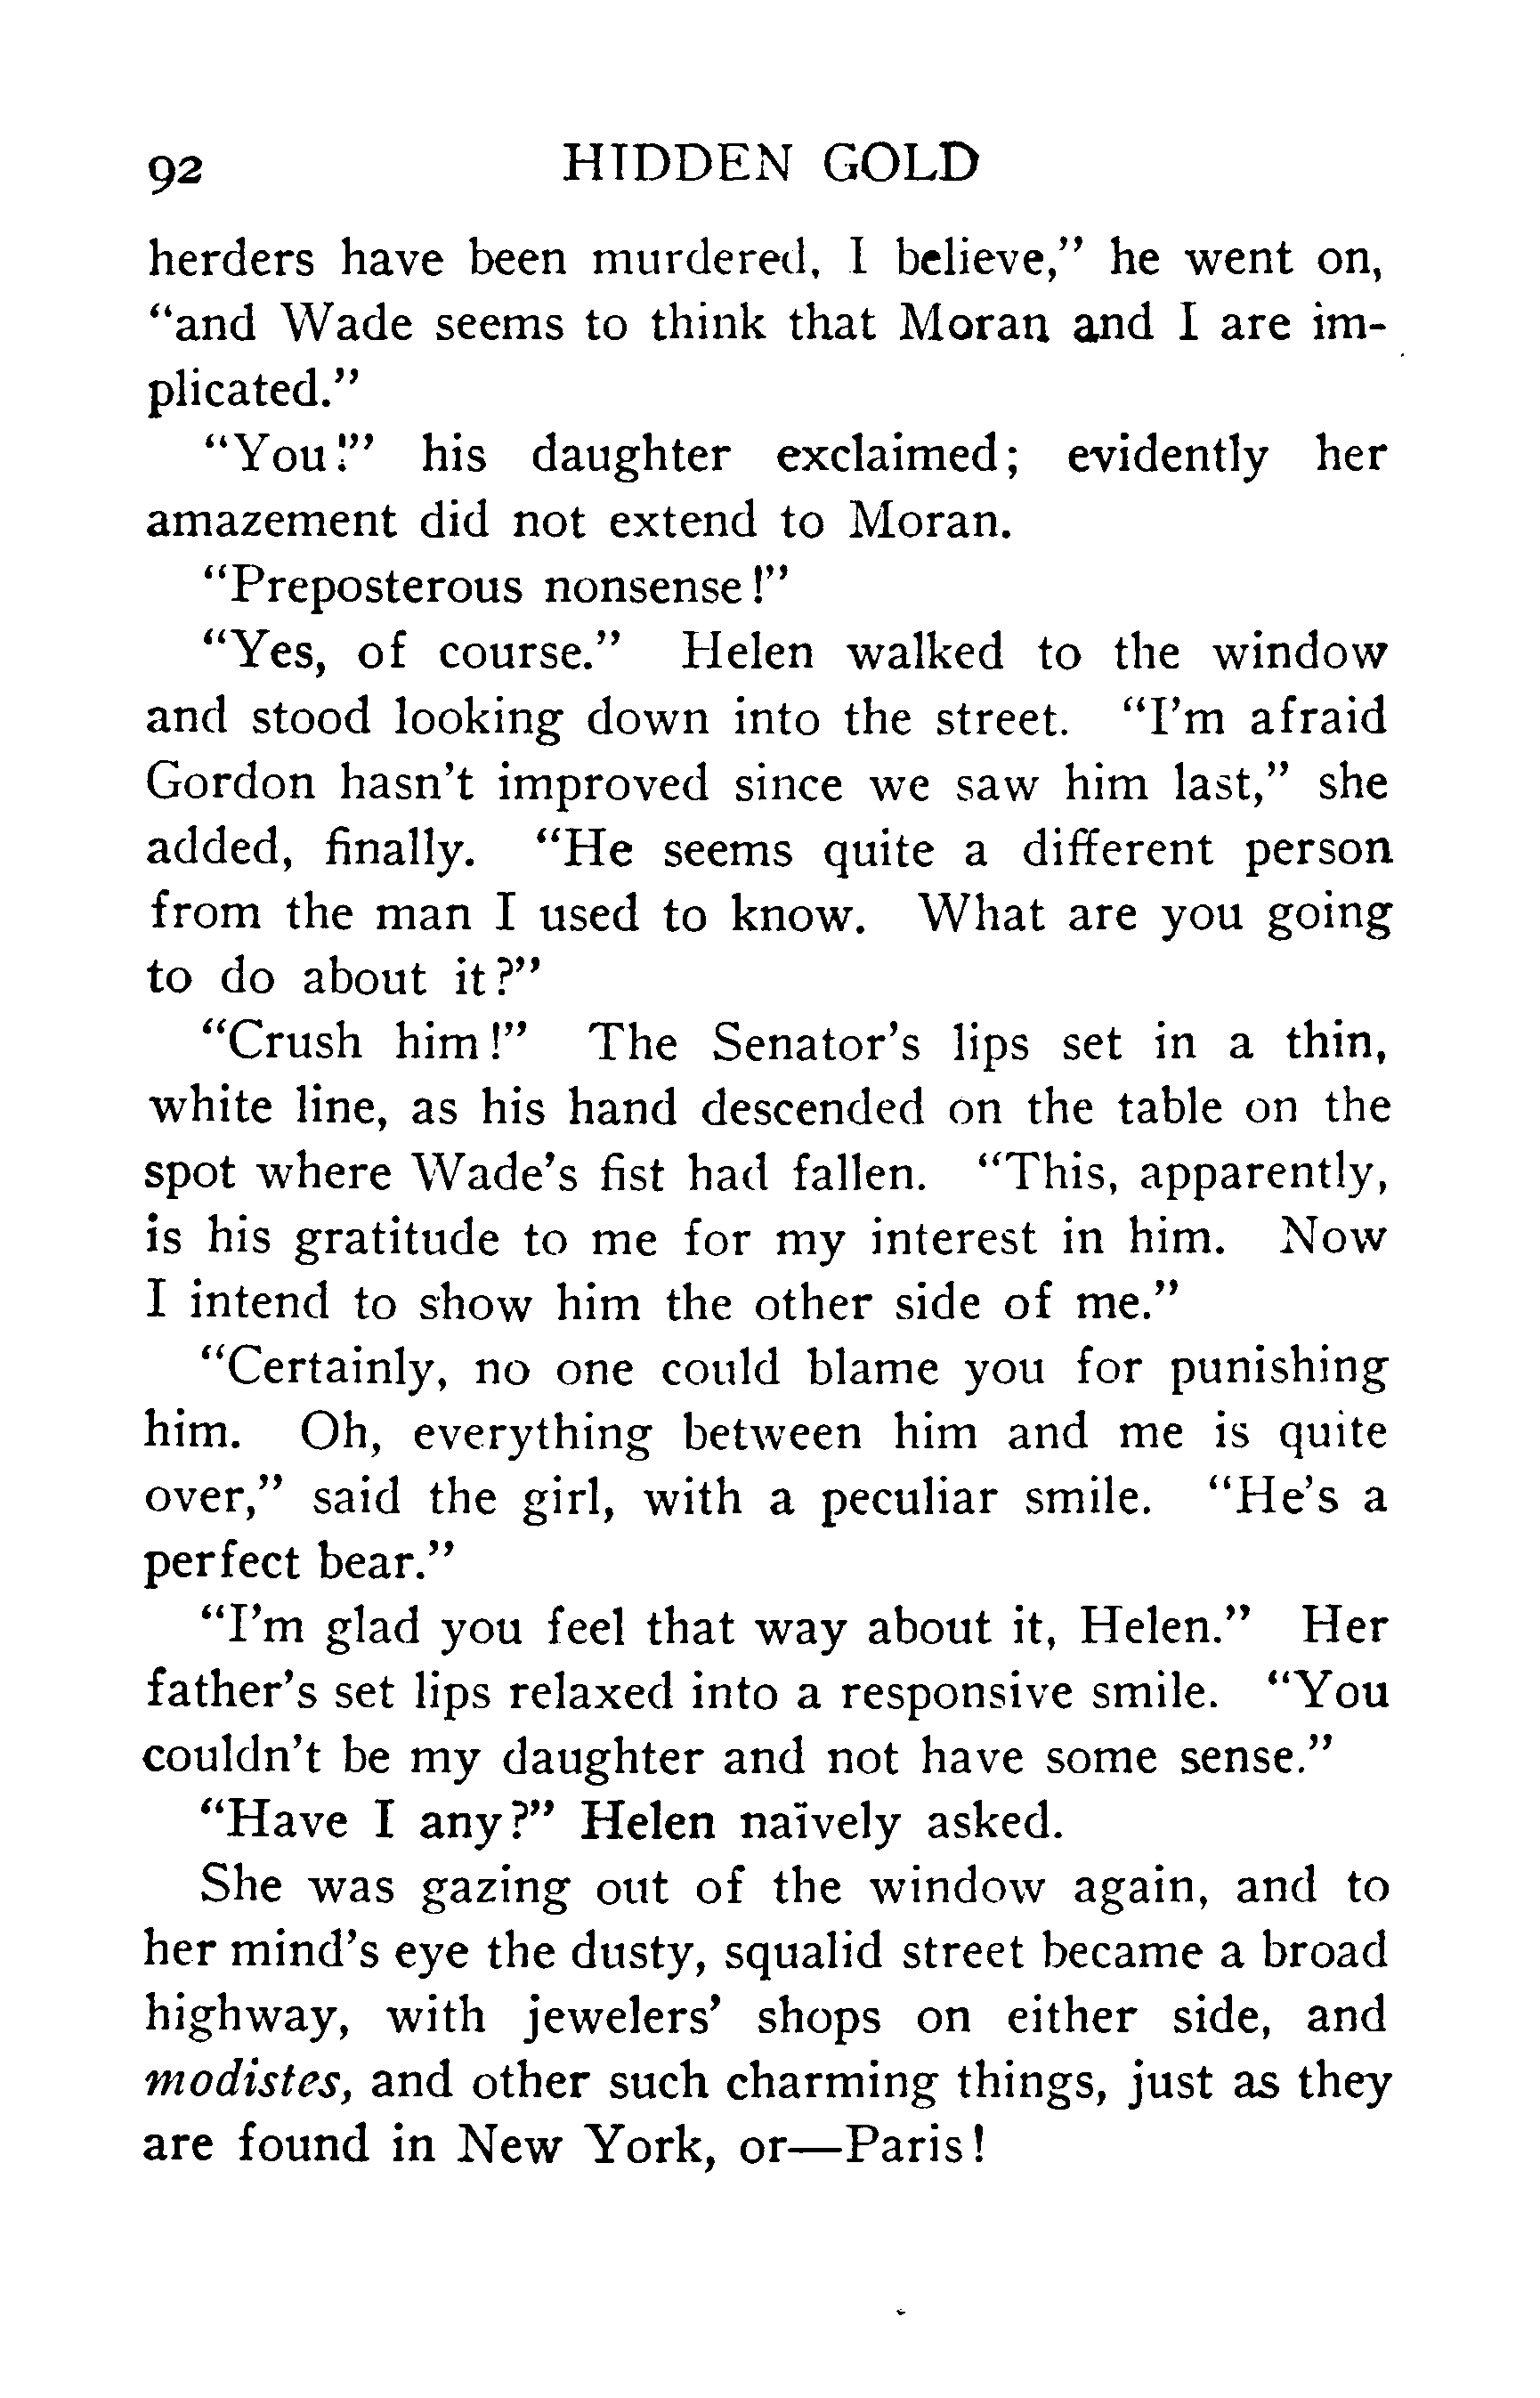 92 HIDDEN GOLD
herders have been murdered, I believe," he went on,
"and Wade seems to think that Moran and I are im-
plicated."
"You!" his daughter exclaimed; evidently her
amazement did not extend to Moran.
"Preposterous nonsense!"
"Yes, of course." Helen walked to the window
and stood looking down into the street. "I'm afraid
Gordon hasn't improved since we saw him last," she
added, finally. "He seems quite a different person
from the man I used to know. What are you going
to do about it?"
"Crush him!" The Senator's lips set in a thin,
white line, as his hand descended on the table on the
spot where Wade's fist had fallen. "This, apparently,
is his gratitude to me for my interest in him. Now
I intend to show him the other side of me."
"Certainly, no one could blame you for punishing
him. Oh, everything between him and me is quite
over," said the girl, with a peculiar smile. "He's a
perfect bear."
"I'm glad you feel that way about it, Helen." Her
father's set lips relaxed into a responsive smile. "You
couldn't be my daughter and not have some sense."
"Have I any?" Helen naïvely asked.
She was gazing out of the window again, and to
her mind's eye the dusty, squalid street became a broad
highway, with jewelers' shops on either side, and
modistes, and other such charming things, just as they
are found in New York, or—Paris!